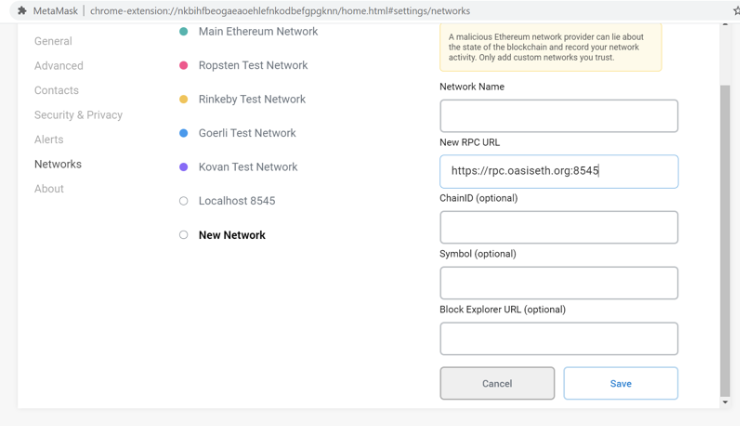 MetaMask | chrome-extension://nkbihfbeogaeaoehlefnkodbefgpgknn/home.html#settings/networks
General
Advanced
Contacts
Security & Privacy
Alerts
Networks
About
Main Ethereum Network
Ropsten Test Network
Rinkeby Test Network
Goerli Test Network
Kovan Test Network
Localhost 8545
New Network
A malicious Ethereum network provider can lie about
the state of the blockchain and record your network
activity. Only add custom networks you trust.
Network Name
New RPC URL
https://rpc.oasiseth.org:8545
ChainID (optional)
Symbol (optional)
Block Explorer URL (optional)
Cancel
Save